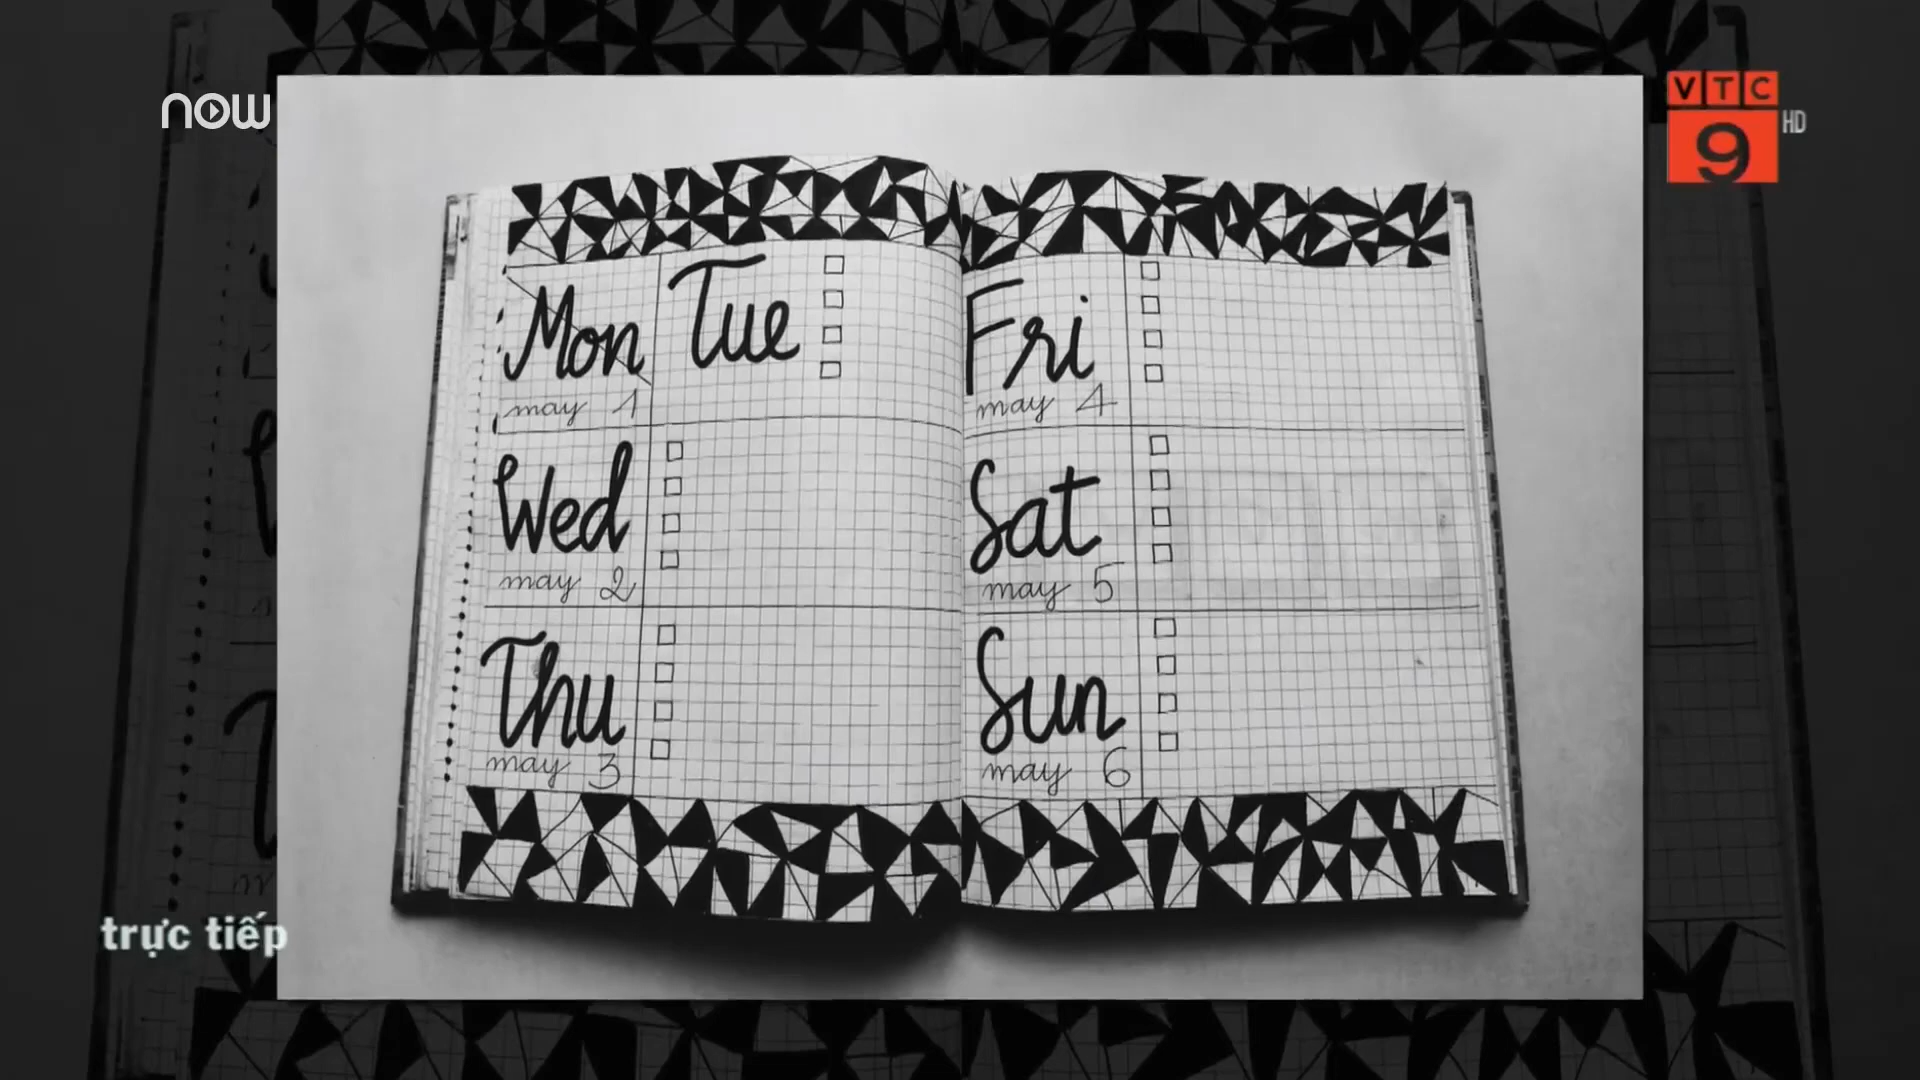 now
VTC
9
HD
Mon
may 1
Tue
Wed
may 2
Thu
may 3
Fri
may 4
Sat
may 5
Sun
may 6
trực tiếp